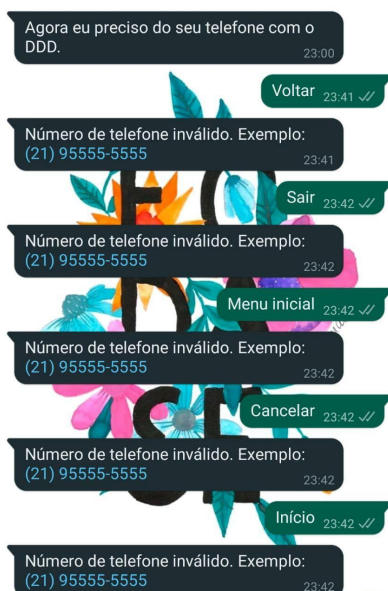 Agora eu preciso do seu telefone com o
DDD.
23:00
Voltar 23:41
Número de telefone inválido. Exemplo:
(21) 95555-5555
23:41
Sair 23:42
Número de telefone inválido. Exemplo:
(21) 95555-5555
23:42
Menu inicial 23:42
Número de telefone inválido. Exemplo:
(21) 95555-5555
23:42
Cancelar 23:42
Número de telefone inválido. Exemplo:
(21) 95555-5555
23:42
Início 23:42
Número de telefone inválido. Exemplo:
(21) 95555-5555
23:42